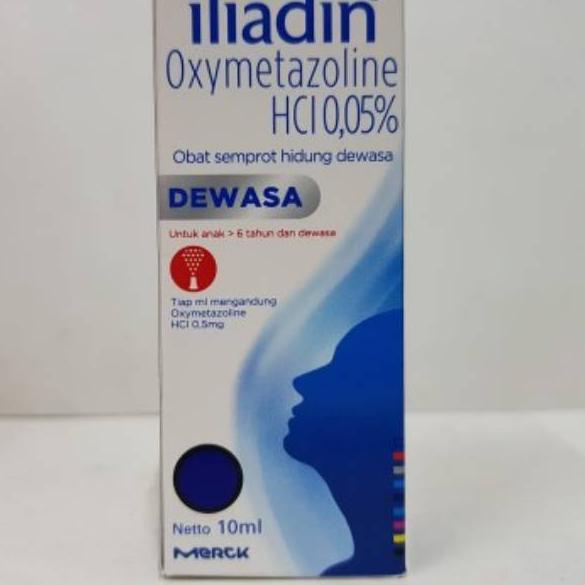 iliadin
Oxymetazoline
HCl 0,05%
Obat semprot hidung dewasa
DEWASA
Untuk anak > 6 tahun dan dewasa
Tiap ml mengandung
Oxymetazoline
HCl 0,5mg
Netto 10ml
Merck